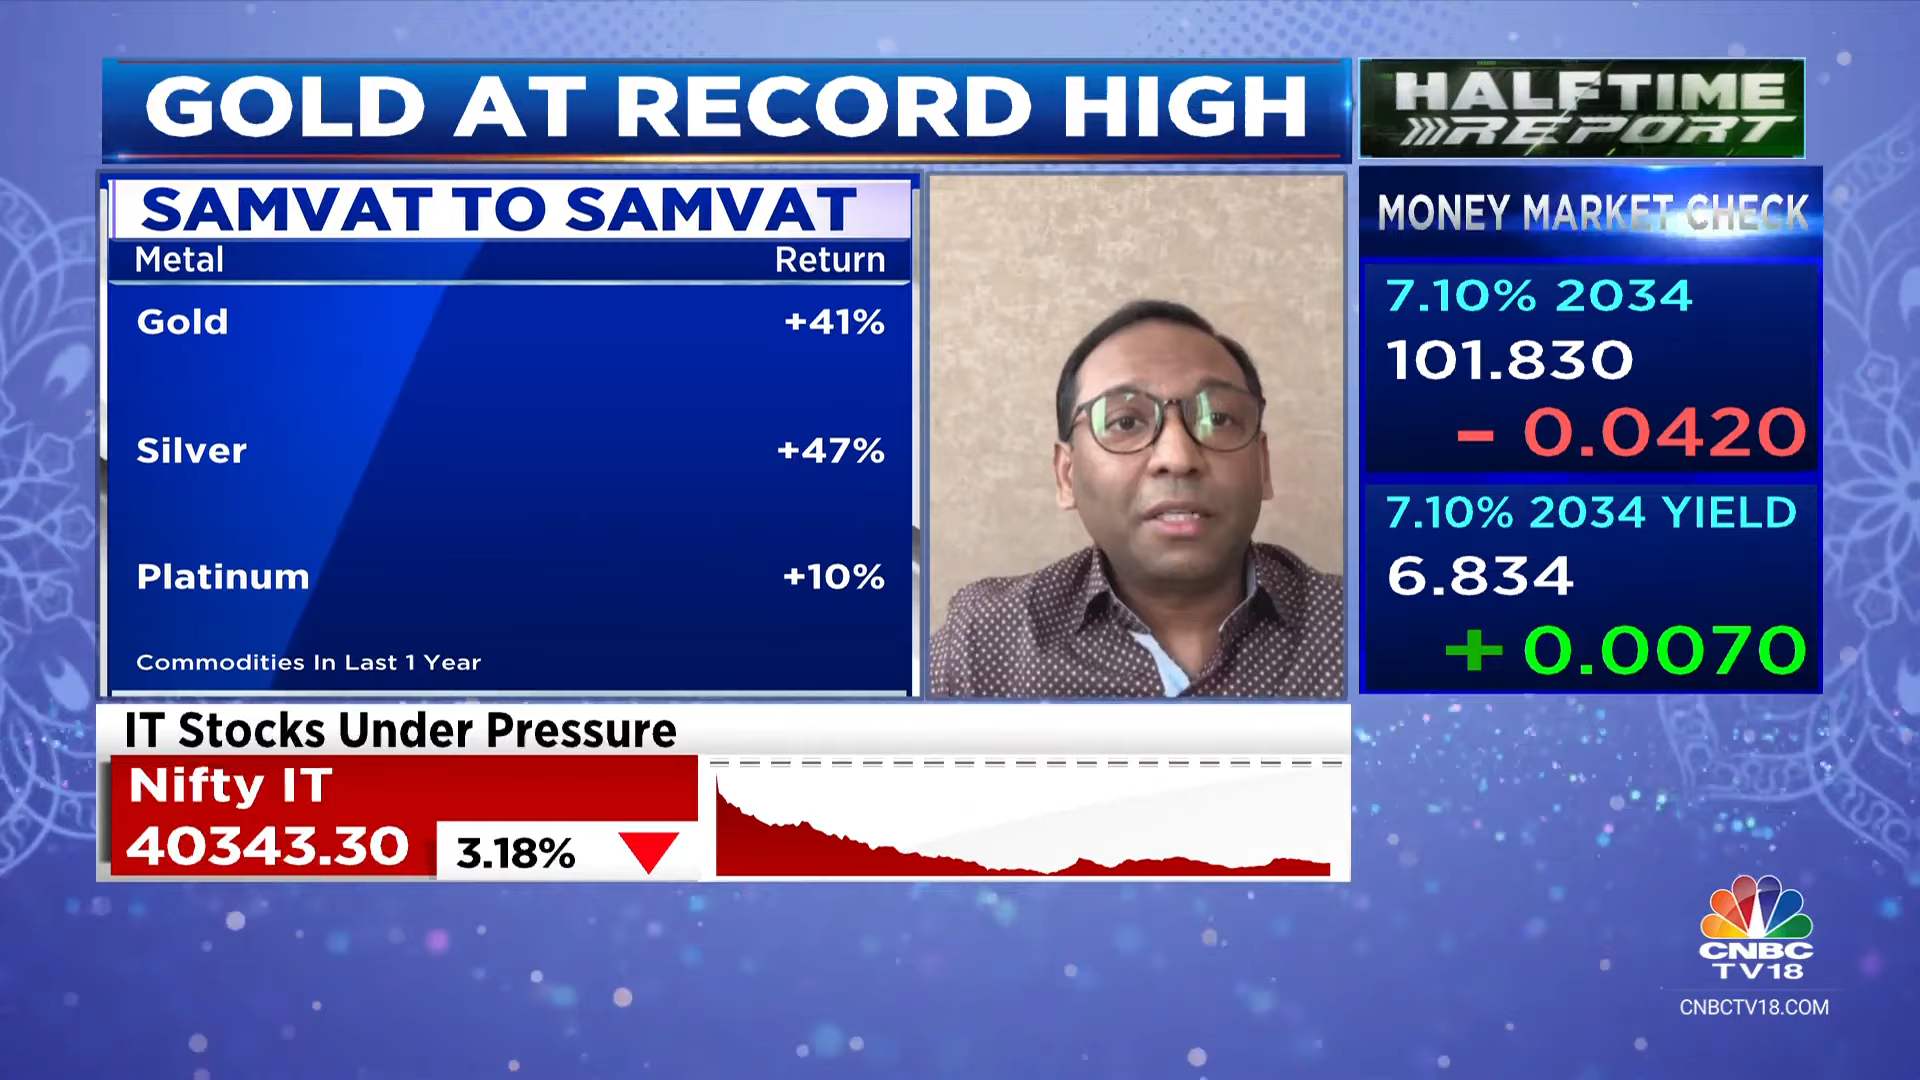 GOLD AT RECORD HIGH
HALFTIME
REPORT
SAMVAT TO SAMVAT
Metal Return
Gold +41%
Silver +47%
Platinum +10%
Commodities In Last 1 Year
MONEY MARKET CHECK
7.10% 2034
101.830
- 0.0420
7.10% 2034 YIELD
6.834
+ 0.0070
IT Stocks Under Pressure
Nifty IT
40343.30 3.18%
CNBC
TV18
CNBCTV18.COM